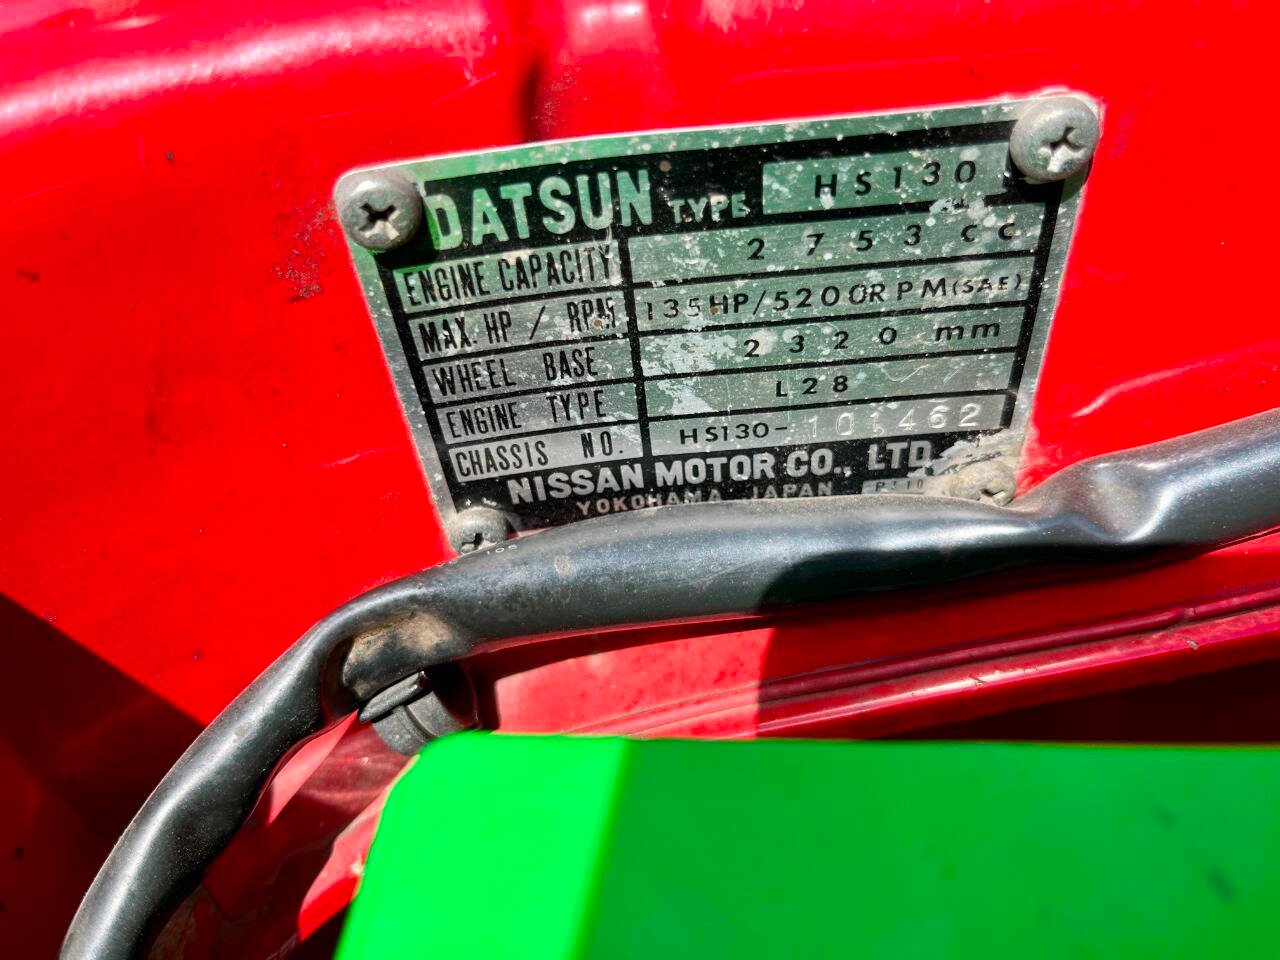 DATSUN TYPE HS130
ENGINE CAPACITY 2753 cc
MAX. HP / RPM 135HP/5200RPM(SAE)
WHEEL BASE 2320 mm
ENGINE TYPE L28
CHASSIS NO. HS130-101462
NISSAN MOTOR CO., LTD.
YOKOHAMA JAPAN